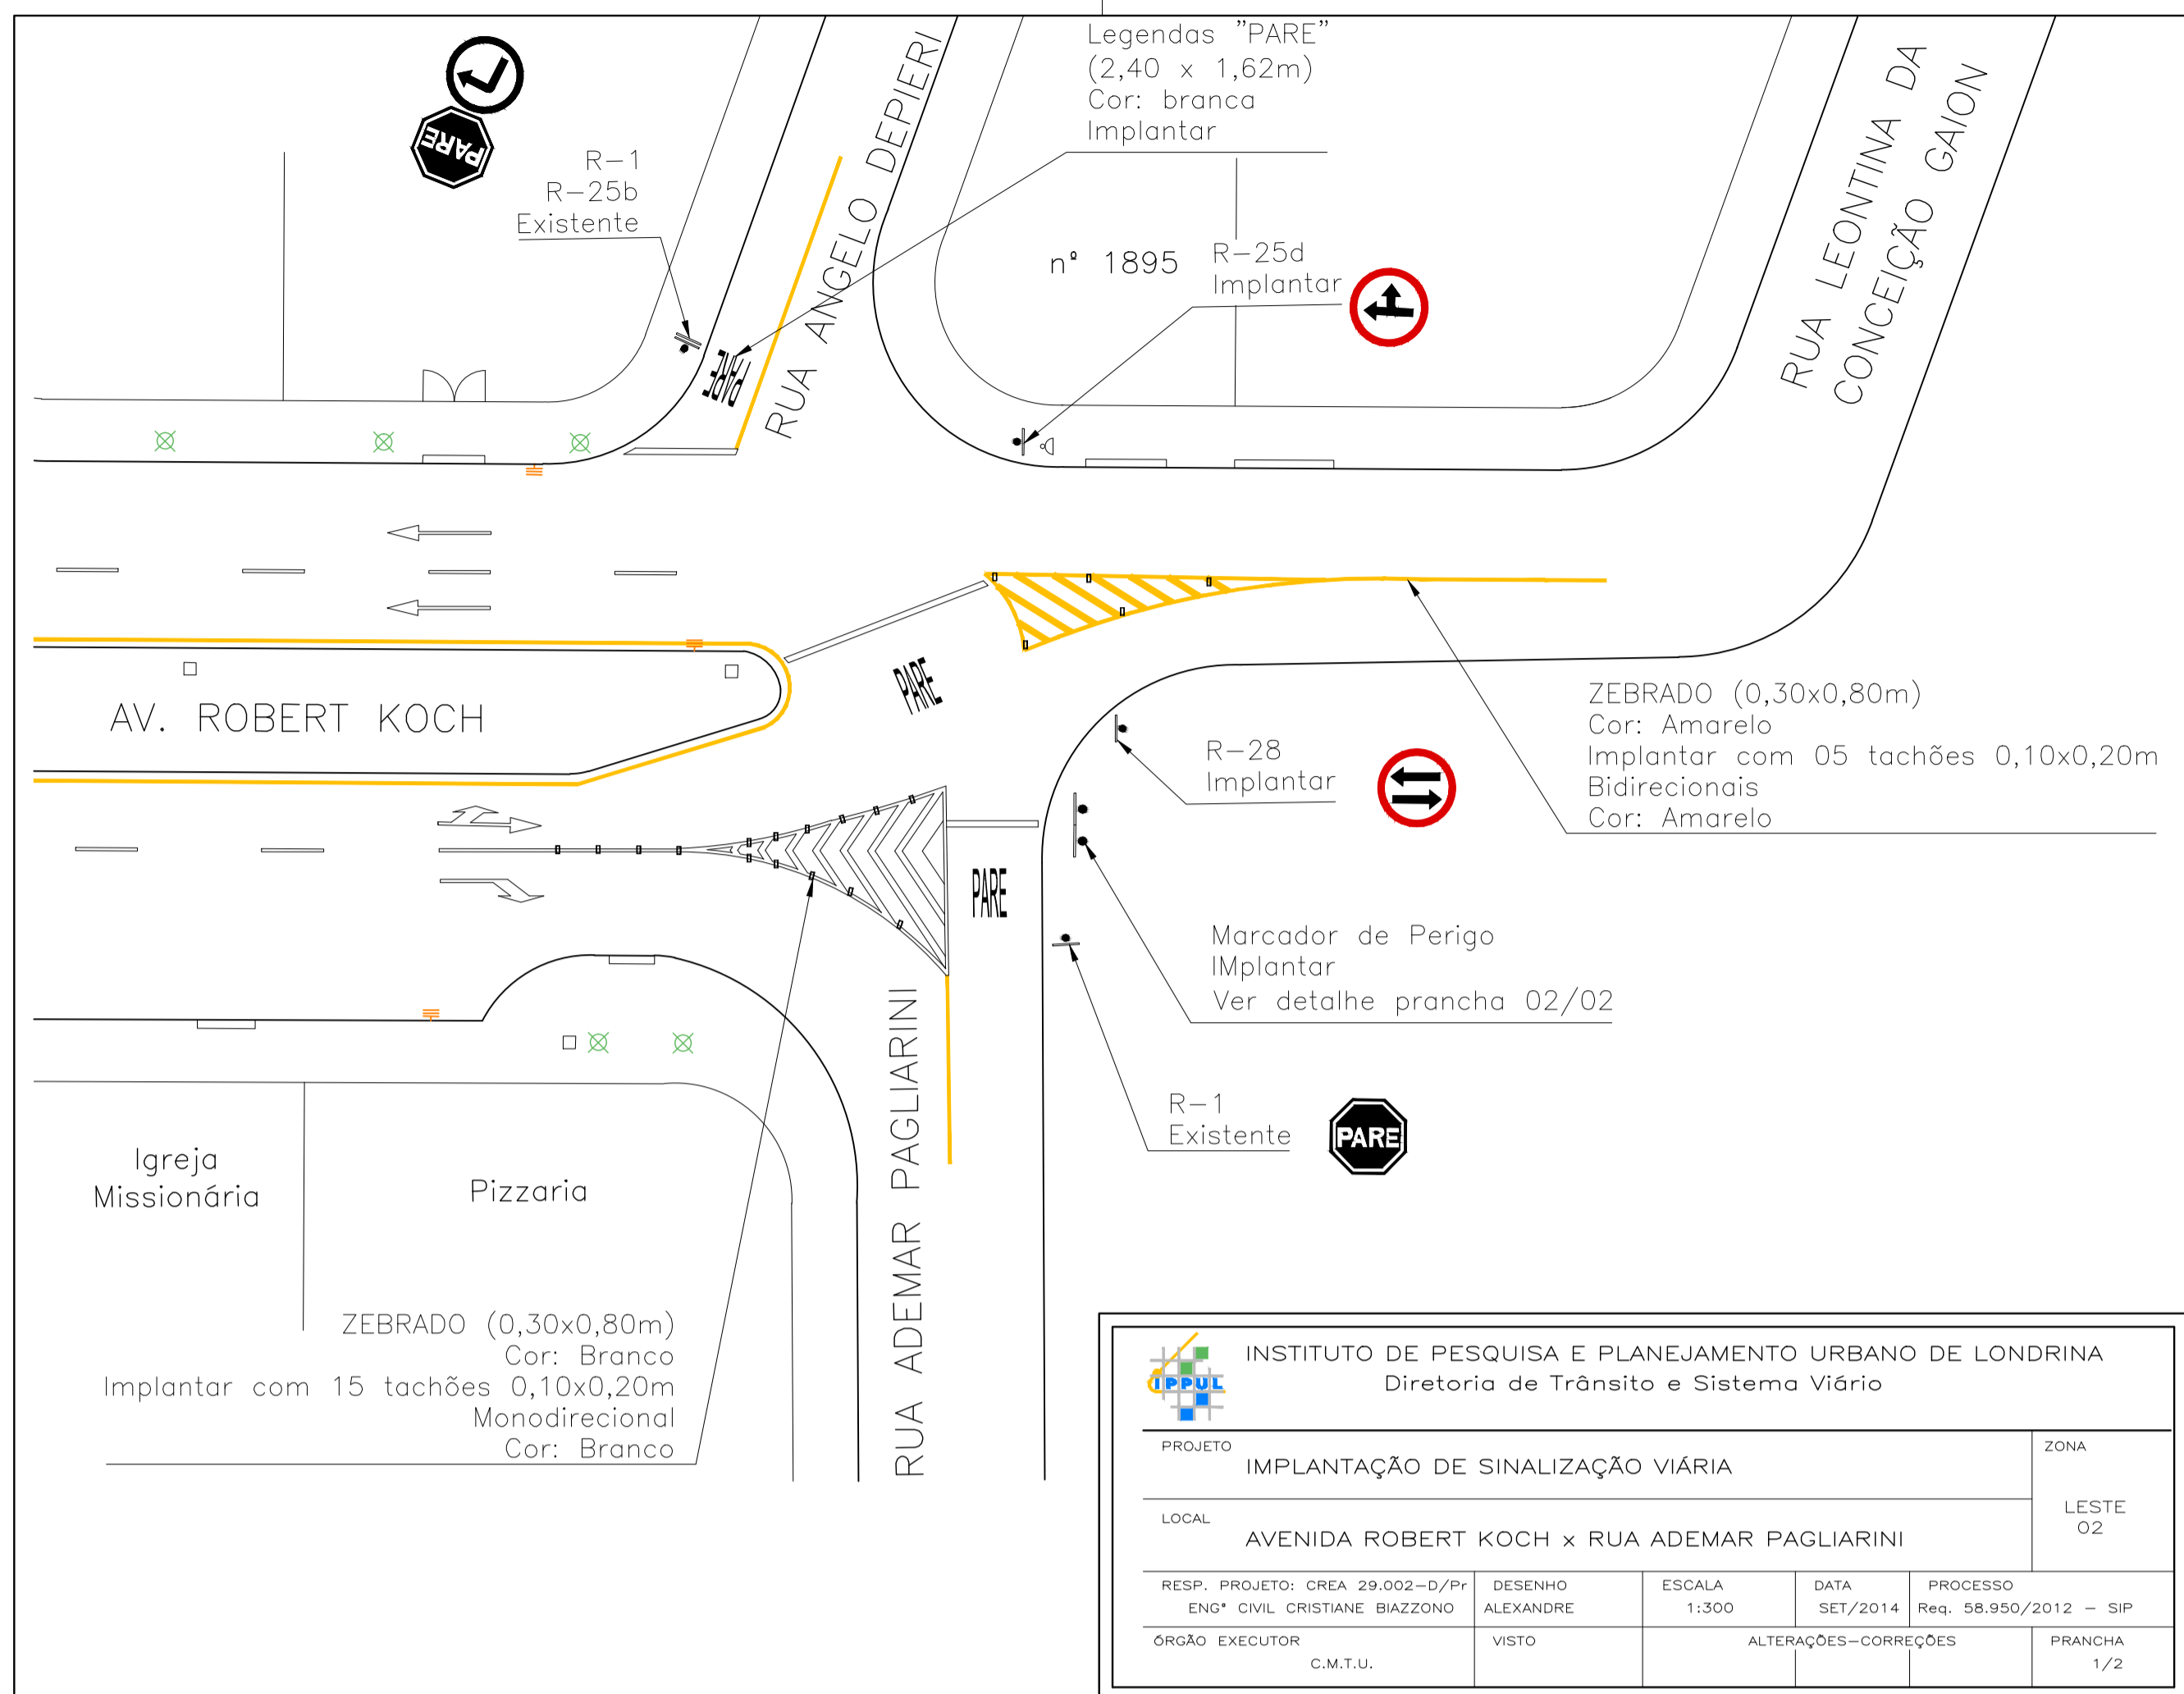 Legendas "PARE"
(2,40 x 1,62m)
Cor: branca
Implantar
PARE
R-1
R-25b
Existente
RUA ANGELO DEPIERI
PARE
nº 1895
R-25d
Implantar
RUA LEONTINA DA
CONCEIÇÃO GAION
AV. ROBERT KOCH
PARE
ZEBRADO (0,30x0,80m)
Cor: Amarelo
Implantar com 05 tachões 0,10x0,20m
Bidirecionais
Cor: Amarelo
R-28
Implantar
PARE
Marcador de Perigo
IMplantar
Ver detalhe prancha 02/02
R-1
Existente
PARE
RUA ADEMAR PAGLIARINI
Igreja
Missionária
Pizzaria
ZEBRADO (0,30x0,80m)
Cor: Branco
Implantar com 15 tachões 0,10x0,20m
Monodirecional
Cor: Branco
IPPUL
INSTITUTO DE PESQUISA E PLANEJAMENTO URBANO DE LONDRINA
Diretoria de Trânsito e Sistema Viário
PROJETO
IMPLANTAÇÃO DE SINALIZAÇÃO VIÁRIA
ZONA
LESTE
02
LOCAL
AVENIDA ROBERT KOCH x RUA ADEMAR PAGLIARINI
RESP. PROJETO: CREA 29.002-D/Pr
ENGª CIVIL CRISTIANE BIAZZONO
DESENHO
ALEXANDRE
ESCALA
1:300
DATA
SET/2014
PROCESSO
Req. 58.950/2012 - SIP
ÓRGÃO EXECUTOR
C.M.T.U.
VISTO
ALTERAÇÕES-CORREÇÕES
PRANCHA
1/2